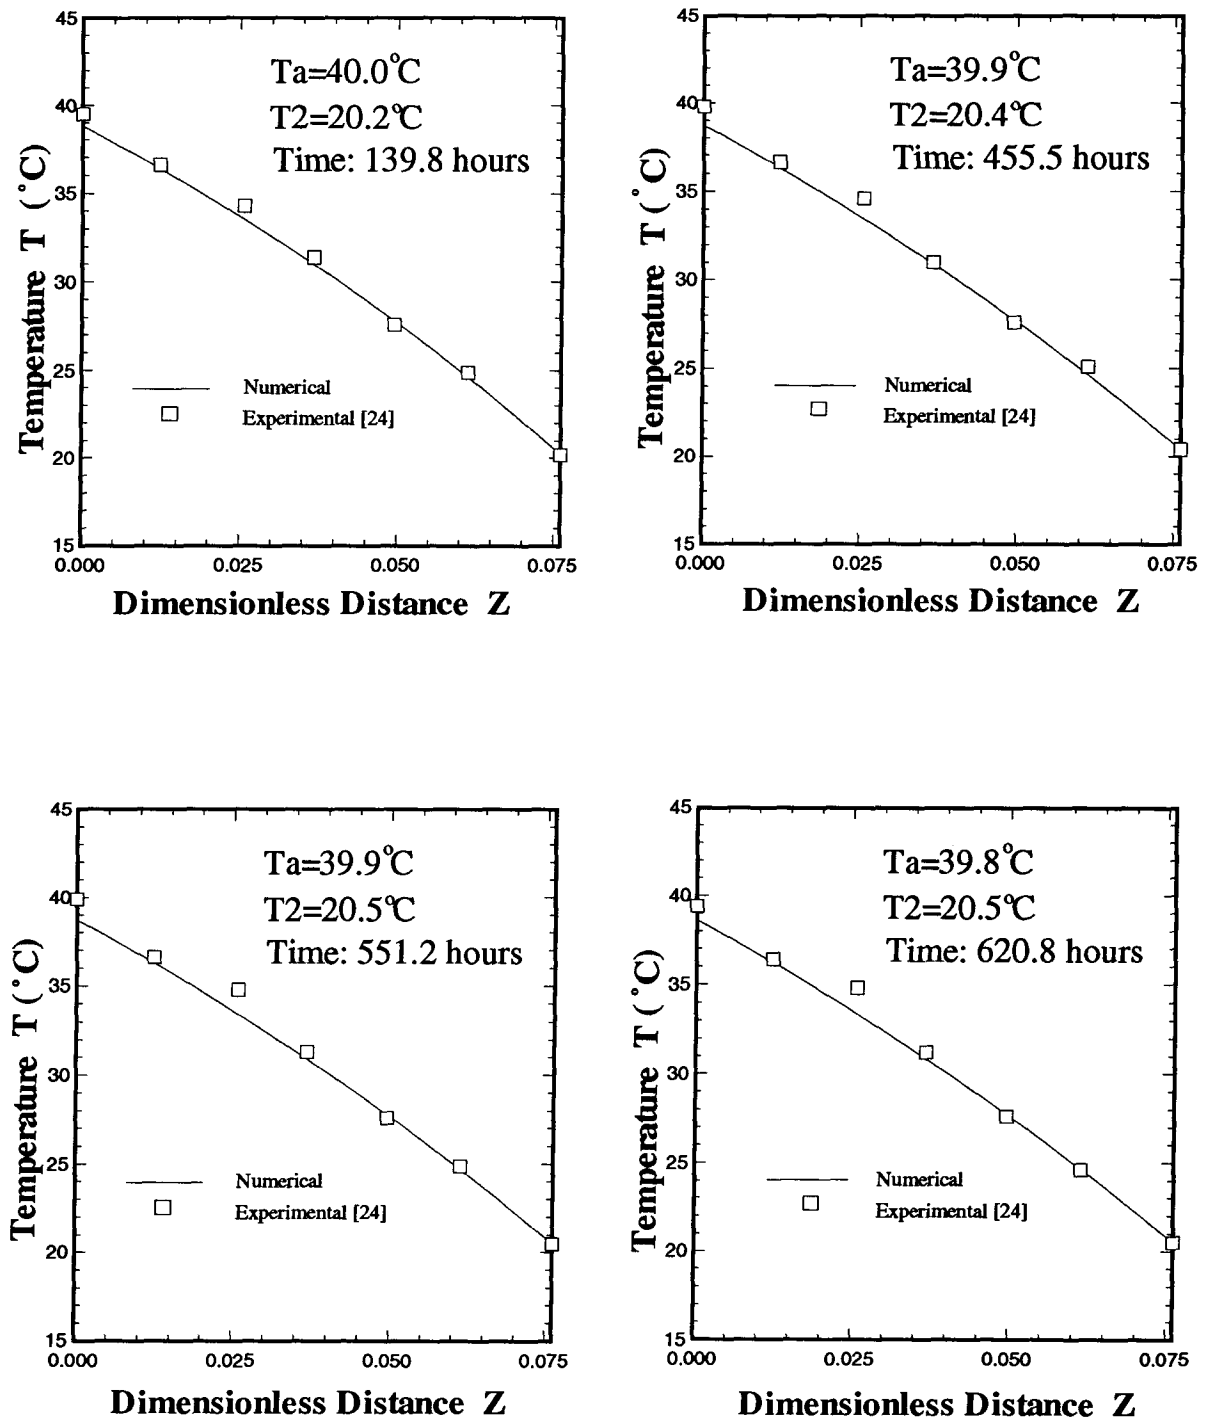 45
40
35
30
25
20
15
Temperature T (°C)
Ta=40.0°C
T2=20.2°C
Time: 139.8 hours
Numerical
Experimental [24]
0.000 0.025 0.050 0.075
Dimensionless Distance Z
45
40
35
30
25
20
15
Temperature T (°C)
Ta=39.9°C
T2=20.4°C
Time: 455.5 hours
Numerical
Experimental [24]
0.000 0.025 0.050 0.075
Dimensionless Distance Z
45
40
35
30
25
20
15
Temperature T (°C)
Ta=39.9°C
T2=20.5°C
Time: 551.2 hours
Numerical
Experimental [24]
0.000 0.025 0.050 0.075
Dimensionless Distance Z
45
40
35
30
25
20
15
Temperature T (°C)
Ta=39.8°C
T2=20.5°C
Time: 620.8 hours
Numerical
Experimental [24]
0.000 0.025 0.050 0.075
Dimensionless Distance Z